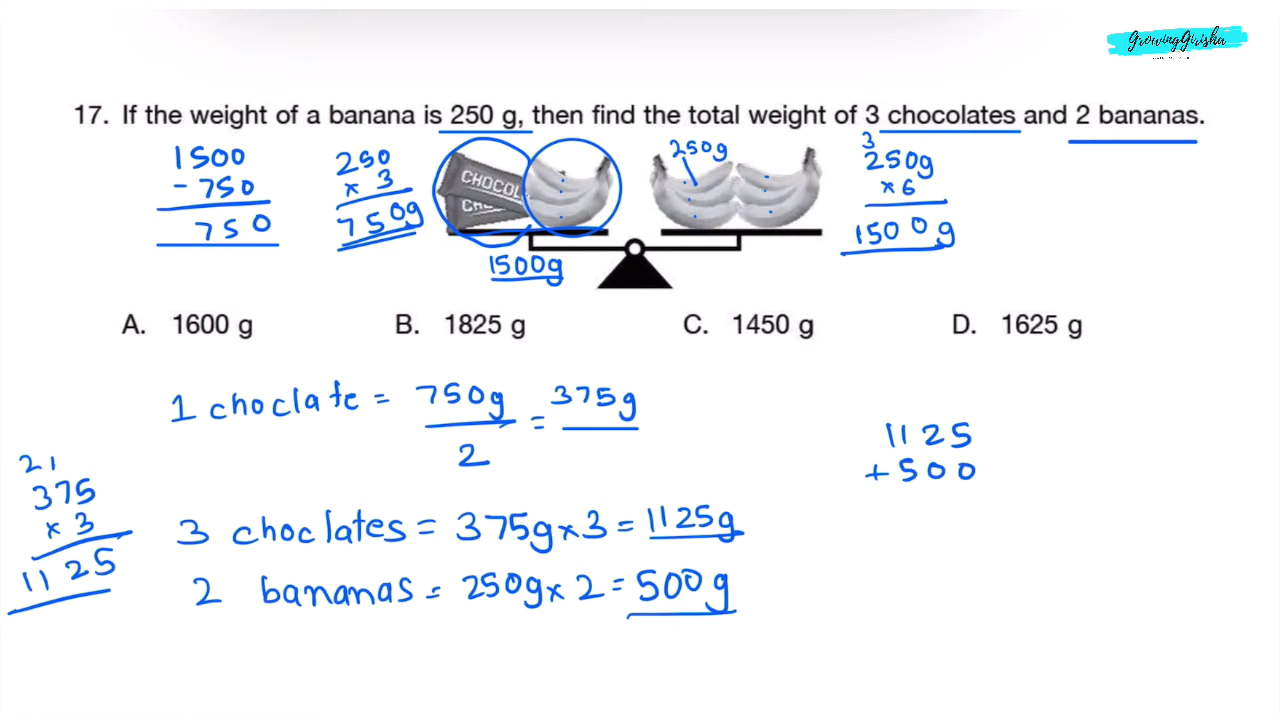 GrowingGirisha
17. If the weight of a banana is 250 g, then find the total weight of 3 chocolates and 2 bananas.
1500
- 750
750
250
x 3
750g
CHOCOL
CH
1500g
250g
3
250g
x 6
1500g
A. 1600 g B. 1825 g C. 1450 g D. 1625 g
1 choclate = 750g / 2 = 375g
21
375
x 3
1125
3 choclates = 375g x 3 = 1125g
2 bananas = 250g x 2 = 500g
1125
+ 500